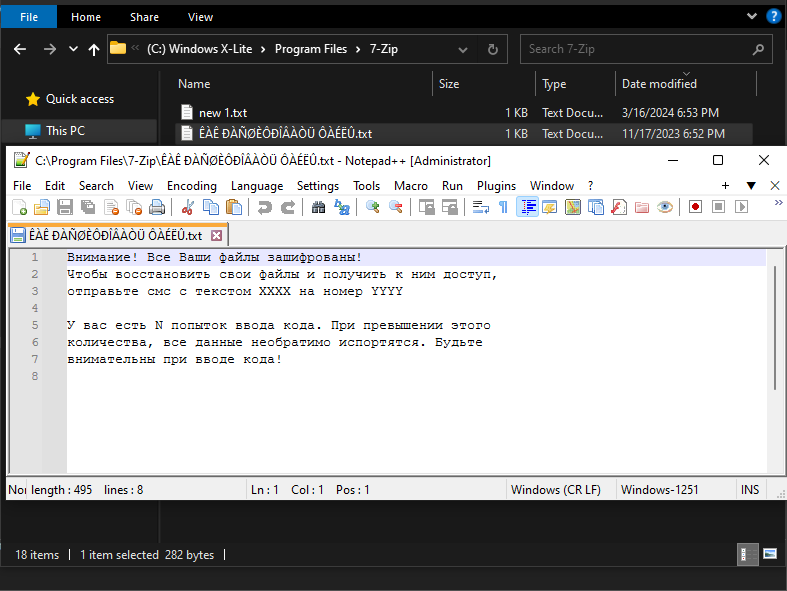 File Home Share View
(C:) Windows X-Lite > Program Files > 7-Zip
Search 7-Zip
Name Size Type Date modified
Quick access
new 1.txt 1 KB Text Docu... 3/16/2024 6:53 PM
This PC
ÊÀÊ ÐÀÑØÈÔÐÎÂÀÒÜ ÔÀÉËÛ.txt 1 KB Text Docu... 11/17/2023 6:52 PM
C:\Program Files\7-Zip\ÊÀÊ ÐÀÑØÈÔÐÎÂÀÒÜ ÔÀÉËÛ.txt - Notepad++ [Administrator]
File Edit Search View Encoding Language Settings Tools Macro Run Plugins Window ?
ÊÀÊ ÐÀÑØÈÔÐÎÂÀÒÜ ÔÀÉËÛ.txt
1 Внимание! Все Ваши файлы зашифрованы!
2 Чтобы восстановить свои файлы и получить к ним доступ,
3 отправьте смс с текстом XXXX на номер YYYY
4
5 У вас есть N попыток ввода кода. При превышении этого
6 количества, все данные необратимо испортятся. Будьте
7 внимательны при вводе кода!
8
length : 495 lines : 8 Ln : 1 Col : 1 Pos : 1 Windows (CR LF) Windows-1251 INS
18 items 1 item selected 282 bytes